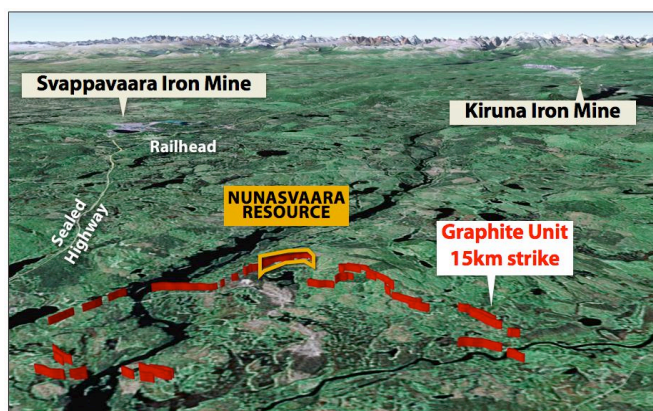 Svappavaara Iron Mine
Kiruna Iron Mine
Railhead
Sealed
Highway
NUNASVAARA
RESOURCE
Graphite Unit
15km strike